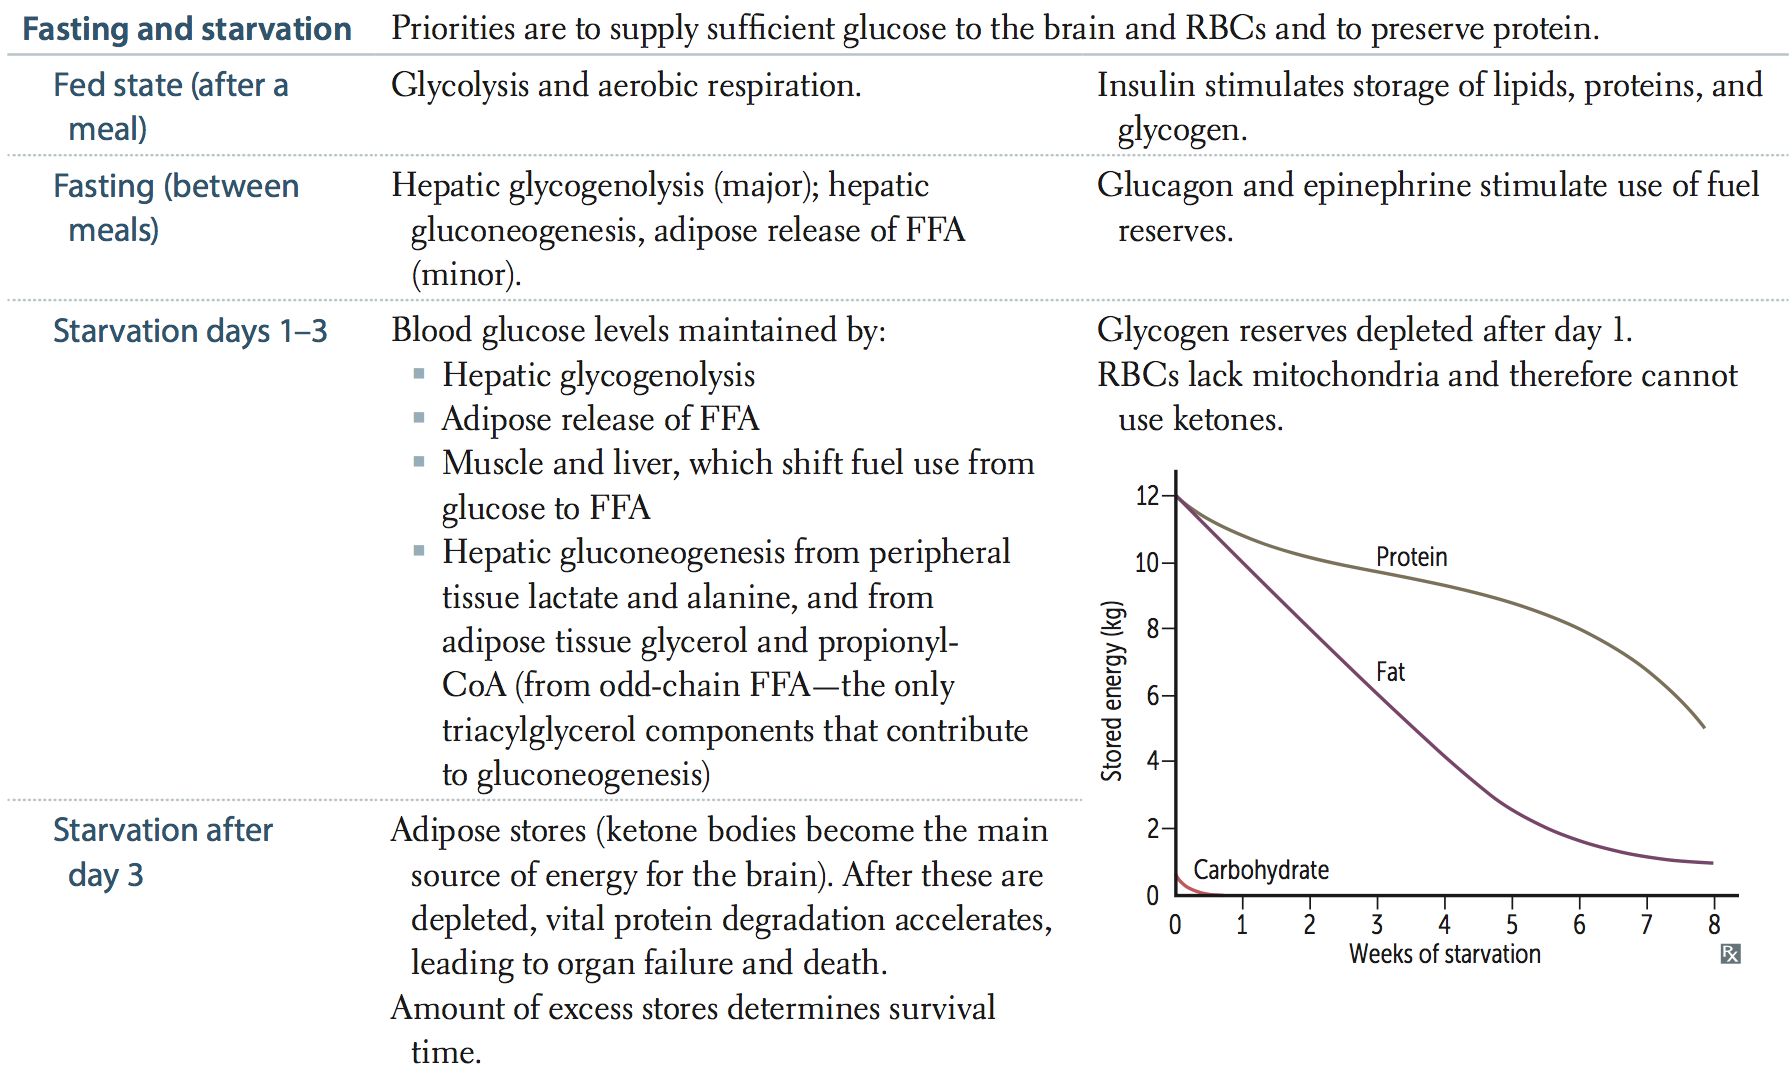 Fasting and starvation
Priorities are to supply sufficient glucose to the brain and RBCs and to preserve protein.
Fed state (after a
meal)
Glycolysis and aerobic respiration.
Insulin stimulates storage of lipids, proteins, and
glycogen.
Fasting (between
meals)
Hepatic glycogenolysis (major); hepatic
gluconeogenesis, adipose release of FFA
(minor).
Glucagon and epinephrine stimulate use of fuel
reserves.
Starvation days 1–3
Blood glucose levels maintained by:
▪ Hepatic glycogenolysis
▪ Adipose release of FFA
▪ Muscle and liver, which shift fuel use from
glucose to FFA
▪ Hepatic gluconeogenesis from peripheral
tissue lactate and alanine, and from
adipose tissue glycerol and propionyl-
CoA (from odd-chain FFA—the only
triacylglycerol components that contribute
to gluconeogenesis)
Glycogen reserves depleted after day 1.
RBCs lack mitochondria and therefore cannot
use ketones.
Starvation after
day 3
Adipose stores (ketone bodies become the main
source of energy for the brain). After these are
depleted, vital protein degradation accelerates,
leading to organ failure and death.
Amount of excess stores determines survival
time.
Stored energy (kg)
12
10
8
6
4
2
0
Protein
Fat
Carbohydrate
0 1 2 3 4 5 6 7 8
Weeks of starvation
Rx